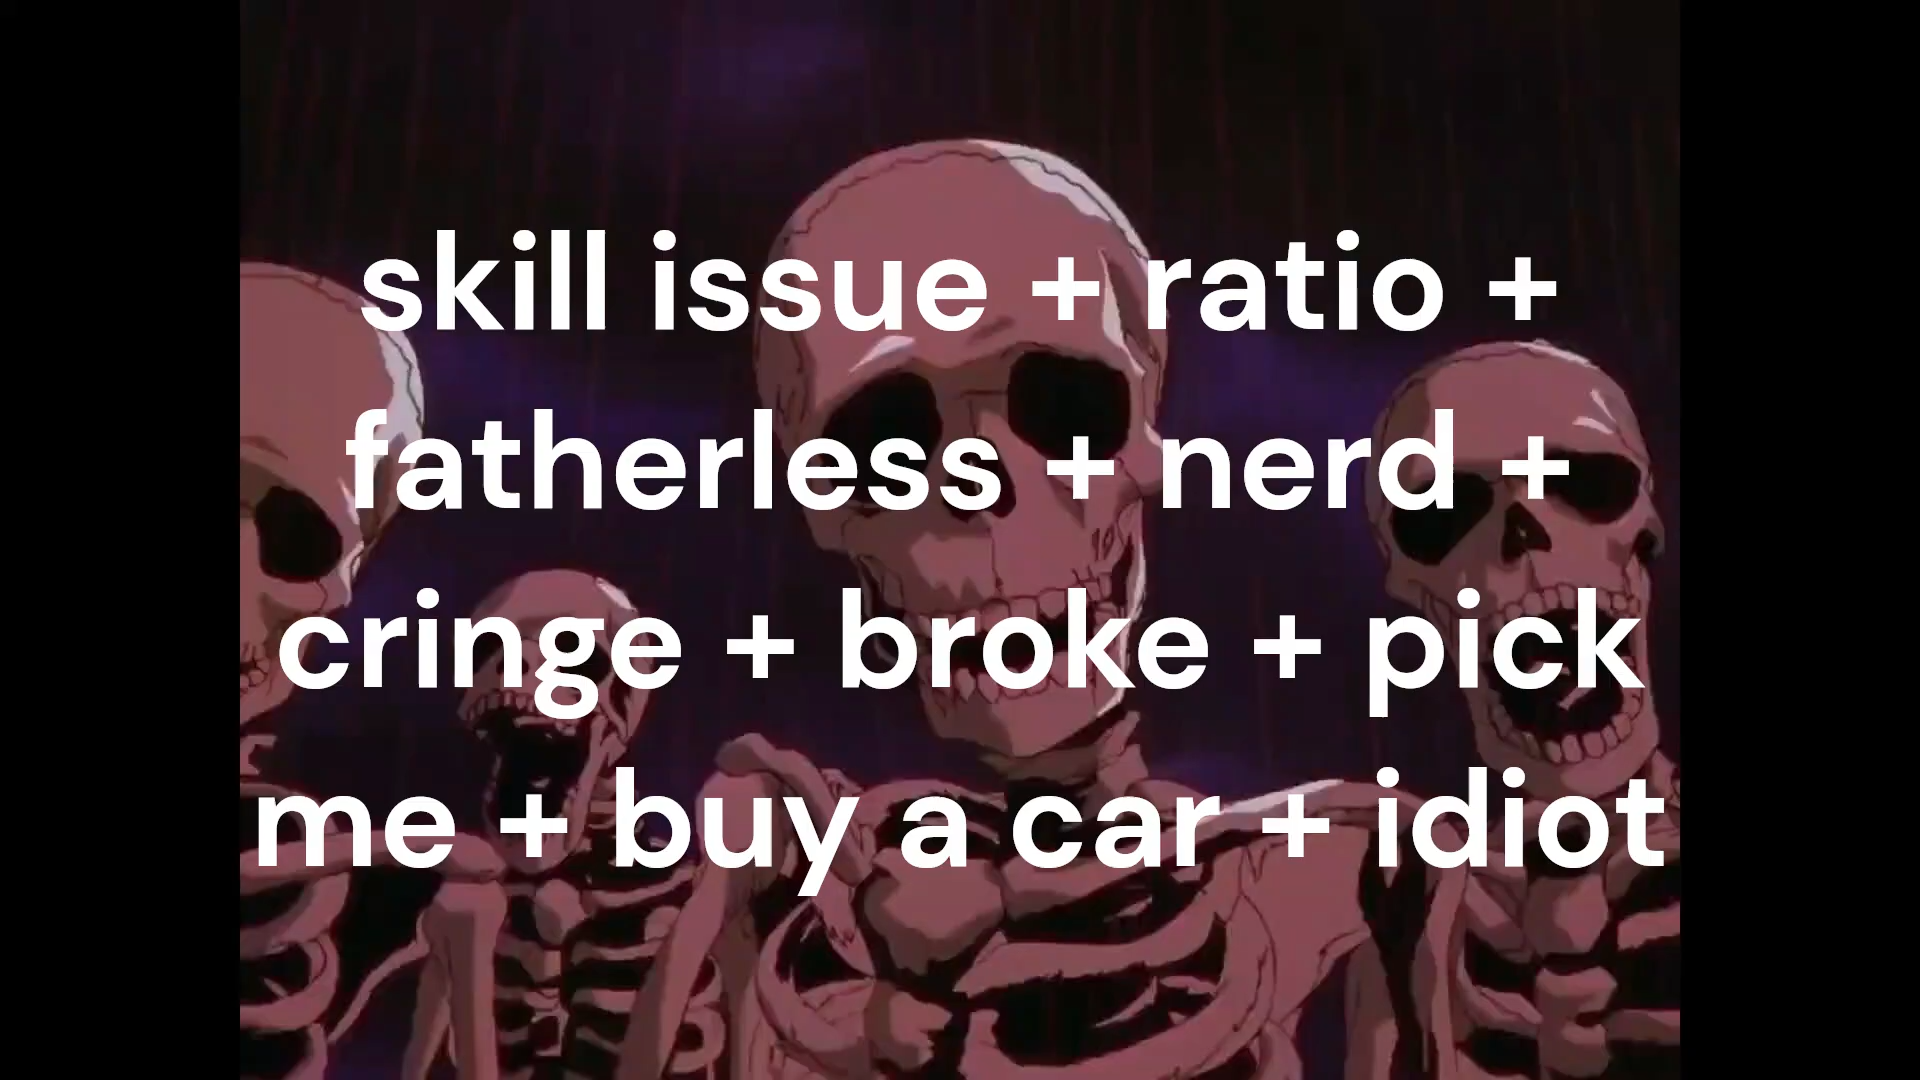 skill issue + ratio +
fatherless + nerd +
cringe + broke + pick
me + buy a car + idiot